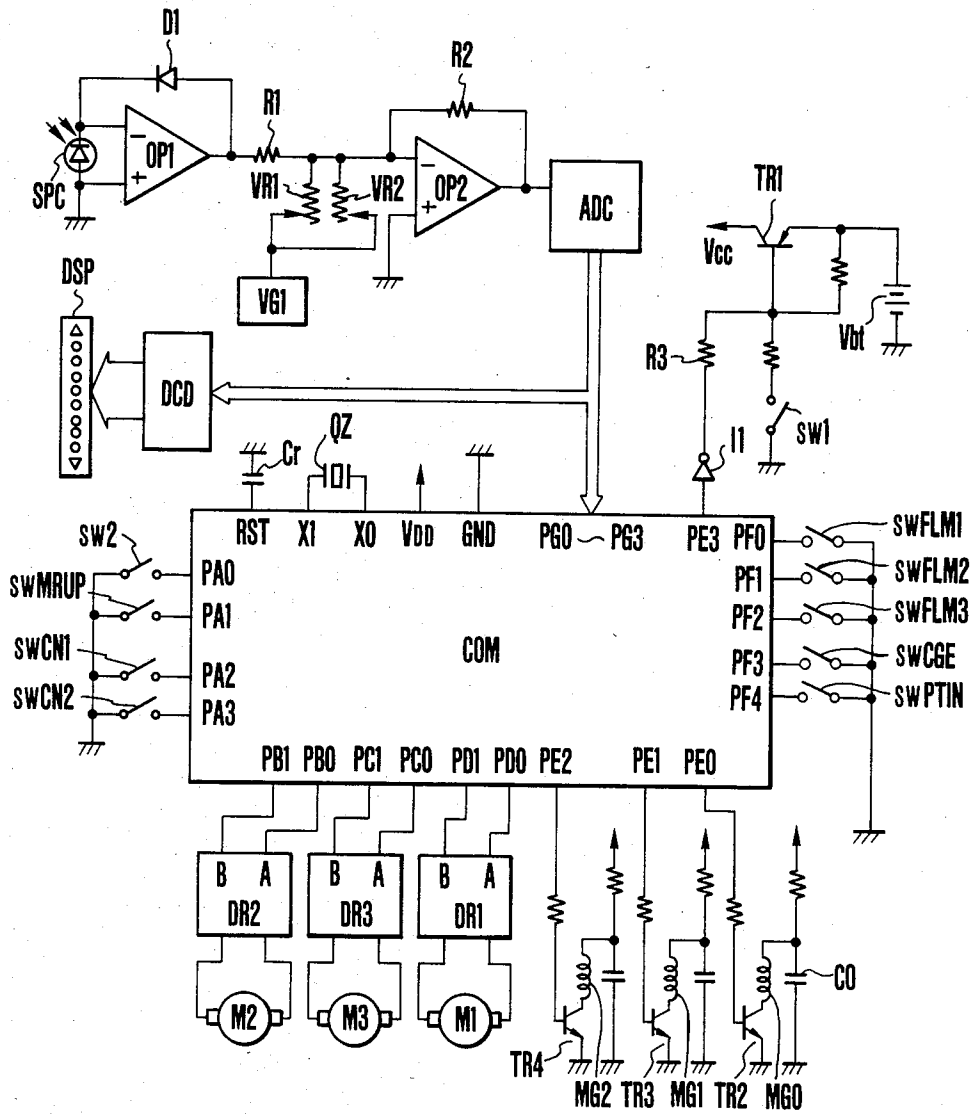 D1
R2
R1
OP1
SPC
VR1
VR2
OP2
ADC
TR1
Vcc
DSP
VG1
Vbt
R3
DCD
SW1
QZ
Cr
I1
RST X1 X0 VDD GND PG0 ~ PG3 PE3 PF0
SWFLM1
SW2
PA0
PF1
SWFLM2
SWMRUP
PA1
PF2
SWFLM3
COM
SWCN1
PA2
PF3
SWCGE
SWCN2
PA3
PF4
SWPTIN
PB1 PB0 PC1 PC0 PD1 PD0 PE2 PE1 PE0
B A
DR2
B A
DR3
B A
DR1
C0
M2
M3
M1
TR4
MG2
TR3
MG1
TR2
MG0